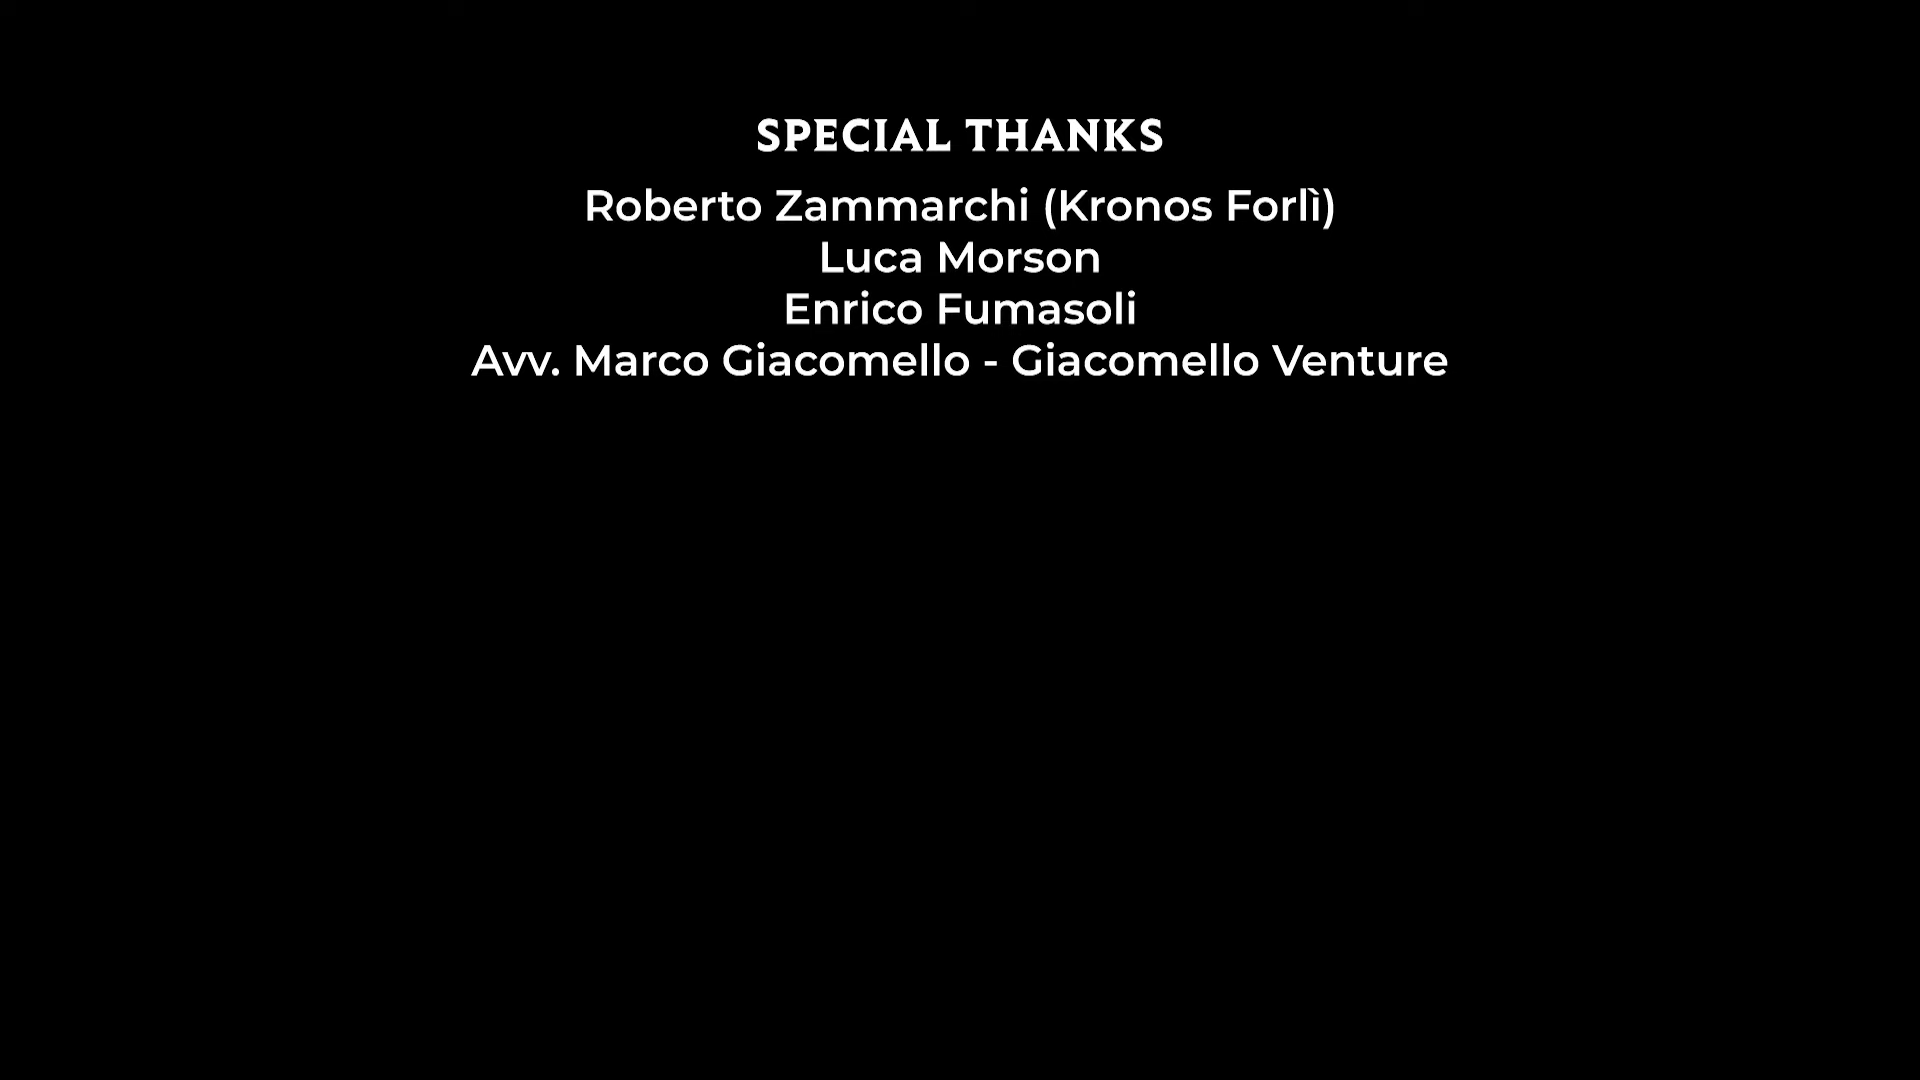 SPECIAL THANKS
Roberto Zammarchi (Kronos Forlì)
Luca Morson
Enrico Fumasoli
Avv. Marco Giacomello - Giacomello Venture